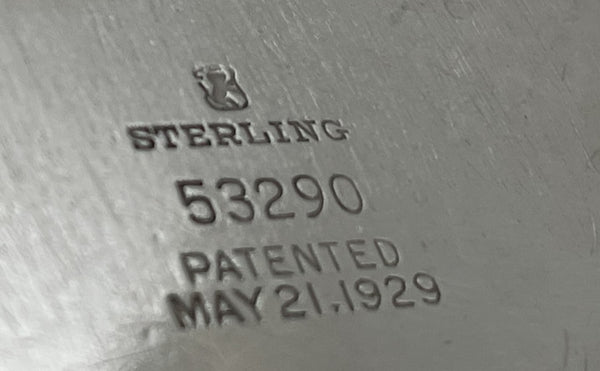 STERLING
53290
PATENTED
MAY 21.1929